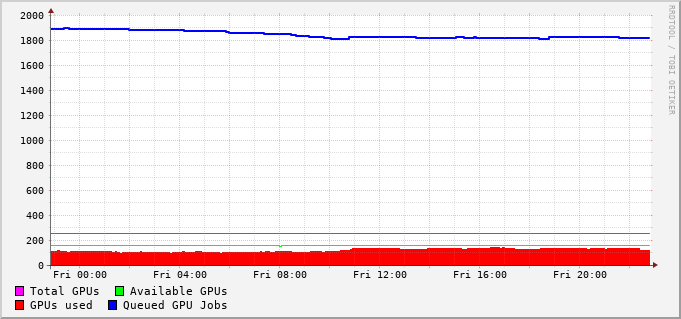 2000
1800
1600
1400
1200
1000
800
600
400
200
0
Fri 00:00 Fri 04:00 Fri 08:00 Fri 12:00 Fri 16:00 Fri 20:00
Total GPUs Available GPUs
GPUs used Queued GPU Jobs
RRDTOOL / TOBI OETIKER